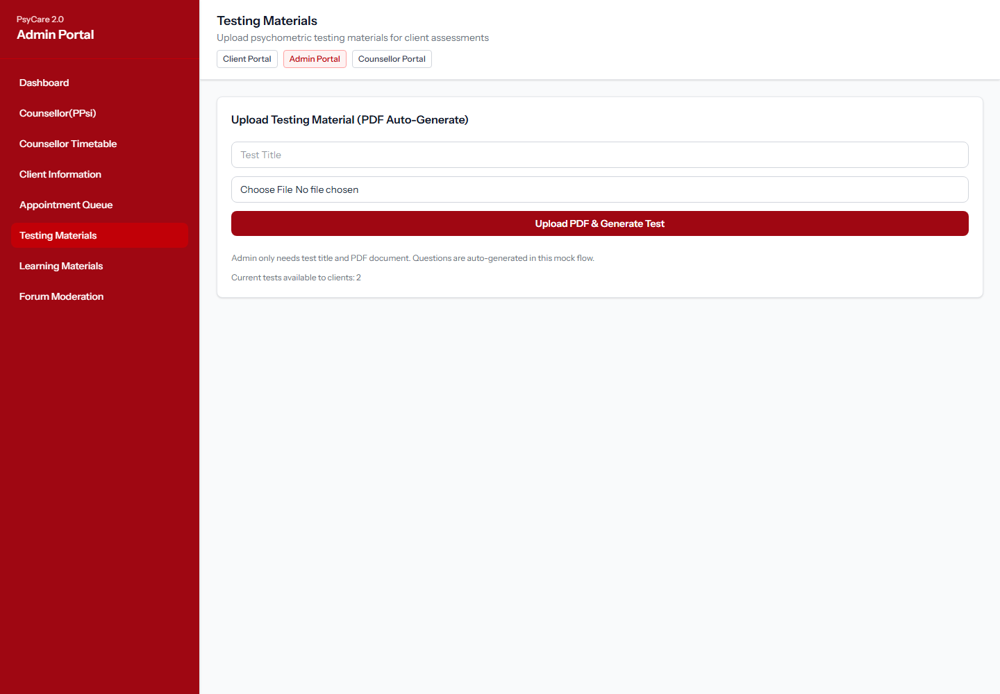 PsyCare 2.0
Admin Portal
Dashboard
Counsellor(PPsi)
Counsellor Timetable
Client Information
Appointment Queue
Testing Materials
Learning Materials
Forum Moderation
Testing Materials
Upload psychometric testing materials for client assessments
Client Portal
Admin Portal
Counsellor Portal
Upload Testing Material (PDF Auto-Generate)
Test Title
Choose File No file chosen
Upload PDF & Generate Test
Admin only needs test title and PDF document. Questions are auto-generated in this mock flow.
Current tests available to clients: 2